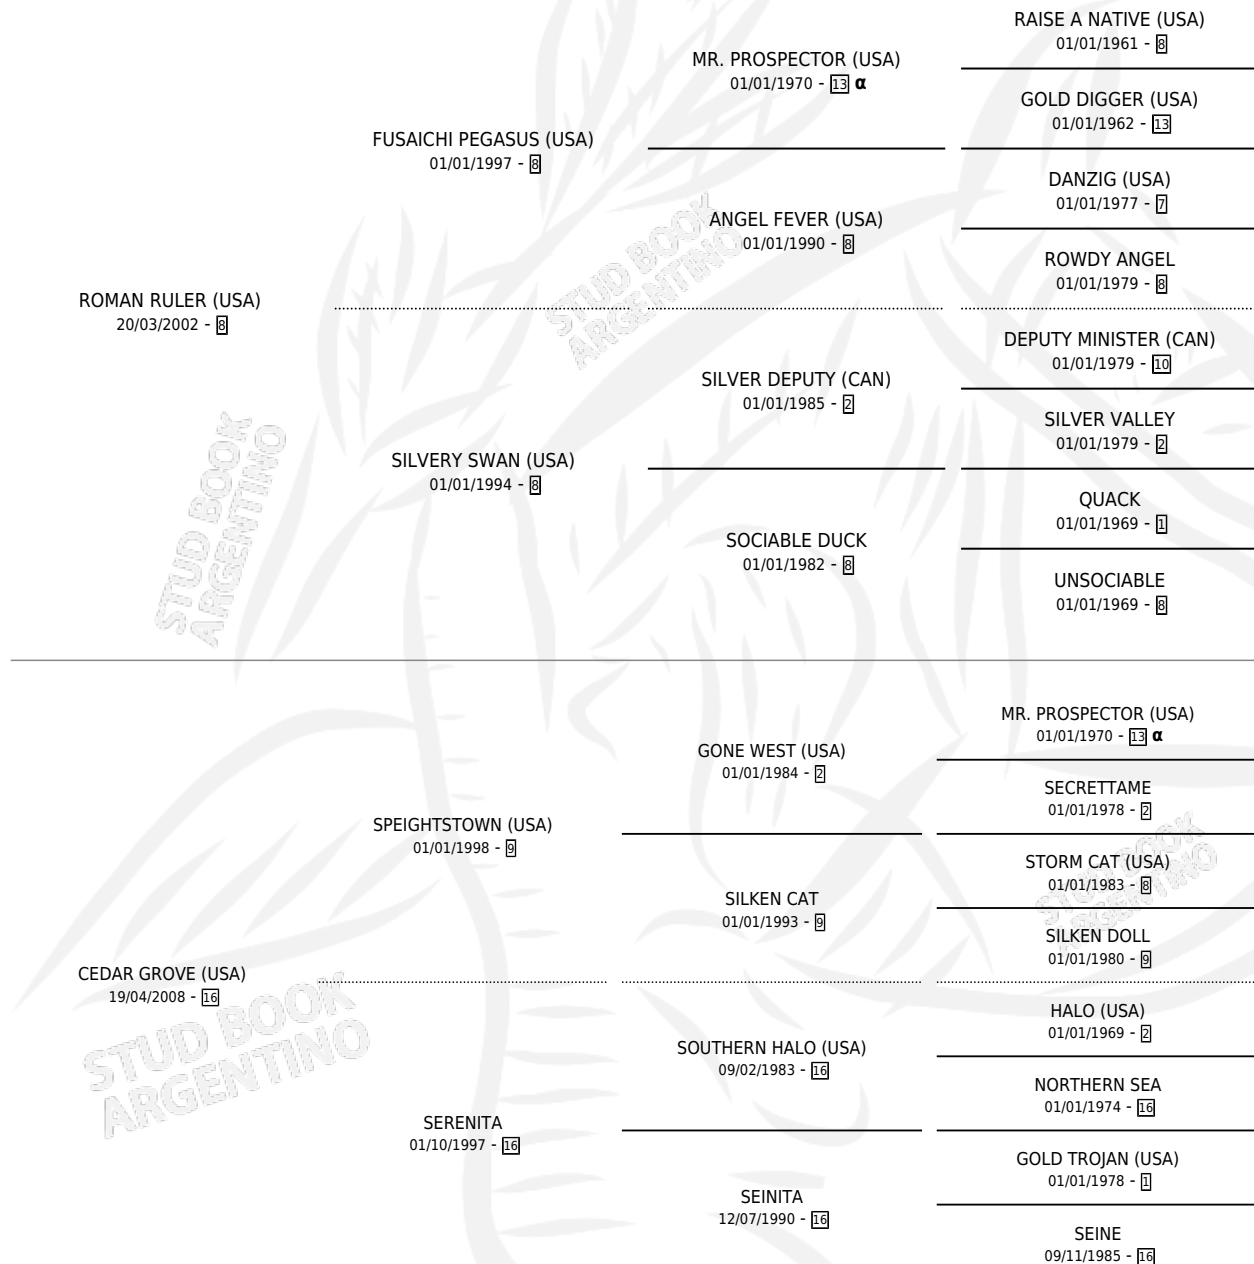 RAISE A NATIVE (USA)
01/01/1961 - 8
MR. PROSPECTOR (USA)
01/01/1970 - 13 α
GOLD DIGGER (USA)
01/01/1962 - 13
FUSAICHI PEGASUS (USA)
01/01/1997 - 8
DANZIG (USA)
01/01/1977 - 7
ANGEL FEVER (USA)
01/01/1990 - 8
ROWDY ANGEL
01/01/1979 - 8
ROMAN RULER (USA)
20/03/2002 - 8
DEPUTY MINISTER (CAN)
01/01/1979 - 10
SILVER DEPUTY (CAN)
01/01/1985 - 2
SILVER VALLEY
01/01/1979 - 2
SILVERY SWAN (USA)
01/01/1994 - 8
QUACK
01/01/1969 - 1
SOCIABLE DUCK
01/01/1982 - 8
UNSOCIABLE
01/01/1969 - 8
MR. PROSPECTOR (USA)
01/01/1970 - 13 α
GONE WEST (USA)
01/01/1984 - 2
SECRETTAME
01/01/1978 - 2
SPEIGHTSTOWN (USA)
01/01/1998 - 9
STORM CAT (USA)
01/01/1983 - 8
SILKEN CAT
01/01/1993 - 9
SILKEN DOLL
01/01/1980 - 9
CEDAR GROVE (USA)
19/04/2008 - 16
HALO (USA)
01/01/1969 - 2
SOUTHERN HALO (USA)
09/02/1983 - 16
NORTHERN SEA
01/01/1974 - 16
SERENITA
01/10/1997 - 16
GOLD TROJAN (USA)
01/01/1978 - 1
SEINITA
12/07/1990 - 16
SEINE
09/11/1985 - 16
STUD BOOK
ARGENTINO
STUD BOOK
ARGENTINO
STUD BOOK
ARGENTINO
STUD BOOK
ARGENTINO